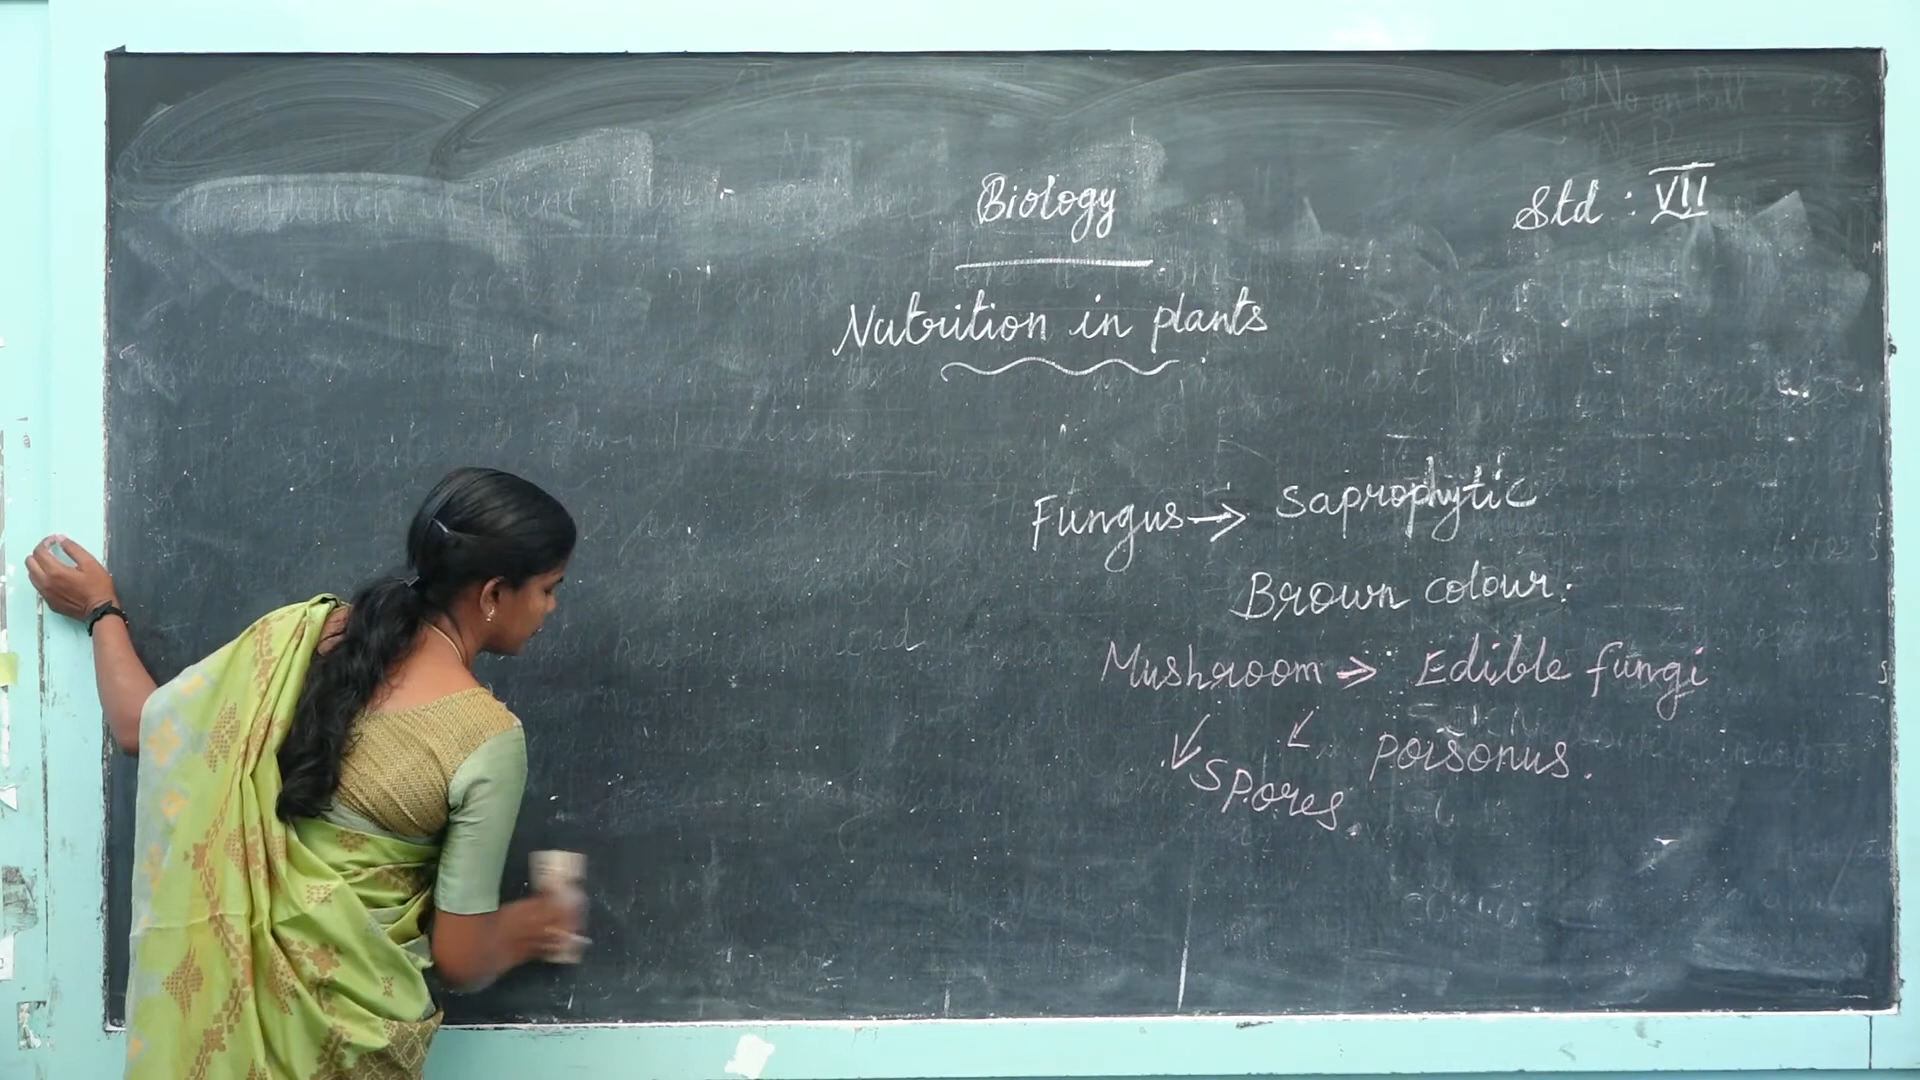 Biology
Std : VII
Nutrition in plants
Fungus → Saprophytic
Brown colour.
Mushroom → Edible fungi
↙ ↙ poisonus.
Spores.